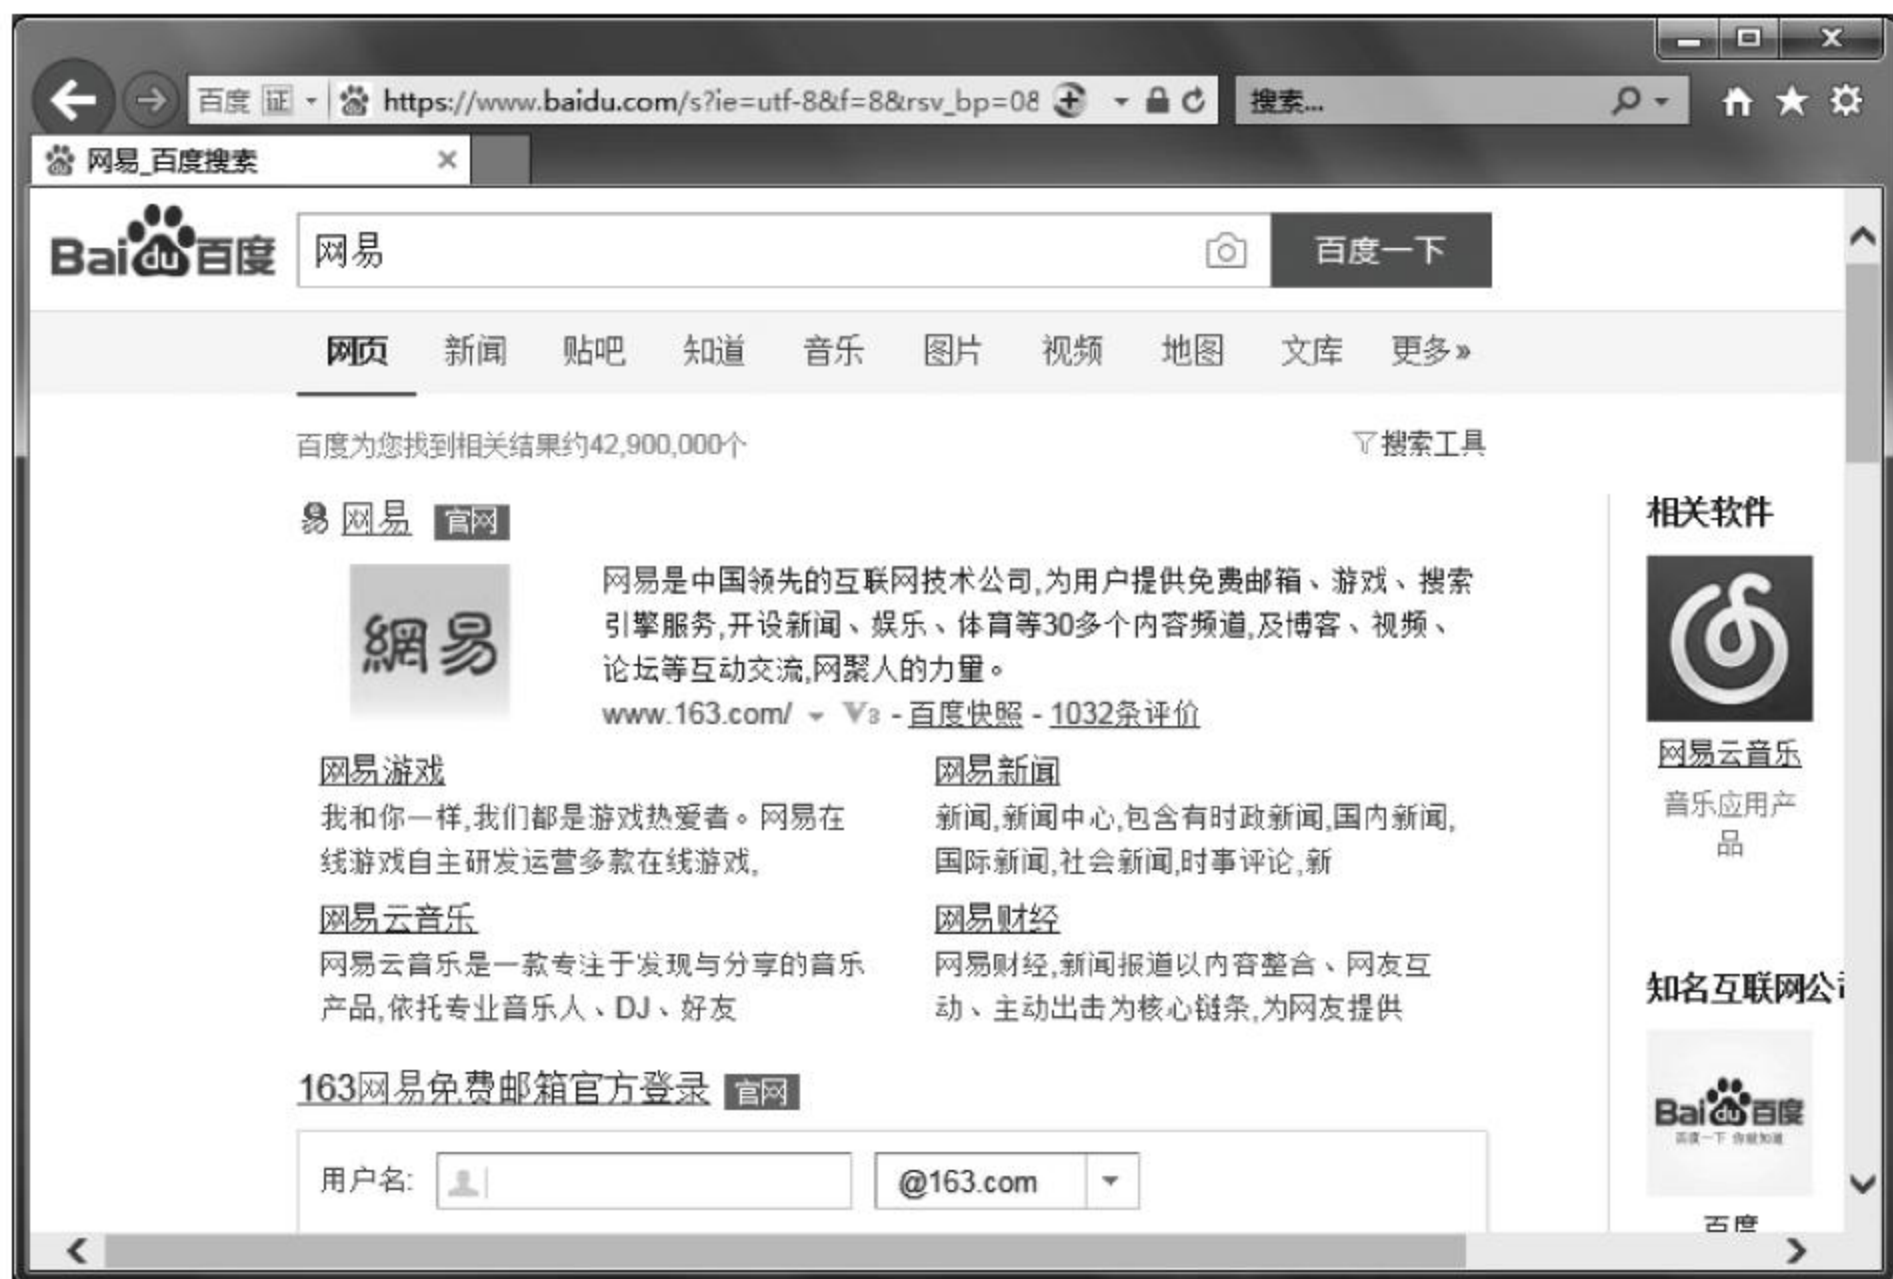 百度 证 https://www.baidu.com/s?ie=utf-8&f=8&rsv_bp=08 搜索...
网易_百度搜索
Bai du 百度 网易 百度一下
网页 新闻 贴吧 知道 音乐 图片 视频 地图 文库 更多»
百度为您找到相关结果约42,900,000个 搜索工具
易 网易 官网
網易
网易是中国领先的互联网技术公司,为用户提供免费邮箱、游戏、搜索
引擎服务,开设新闻、娱乐、体育等30多个内容频道,及博客、视频、
论坛等互动交流,网聚人的力量。
www.163.com/ V3 - 百度快照 - 1032条评价
网易游戏
我和你一样,我们都是游戏热爱者。网易在
线游戏自主研发运营多款在线游戏,
网易新闻
新闻,新闻中心,包含有时政新闻,国内新闻,
国际新闻,社会新闻,时事评论,新
网易云音乐
网易云音乐是一款专注于发现与分享的音乐
产品,依托专业音乐人、DJ、好友
网易财经
网易财经,新闻报道以内容整合、网友互
动、主动出击为核心链条,为网友提供
163网易免费邮箱官方登录 官网
用户名: @163.com
相关软件
网易云音乐
音乐应用产
品
知名互联网公司
Bai du 百度
百度一下 你就知道
百度